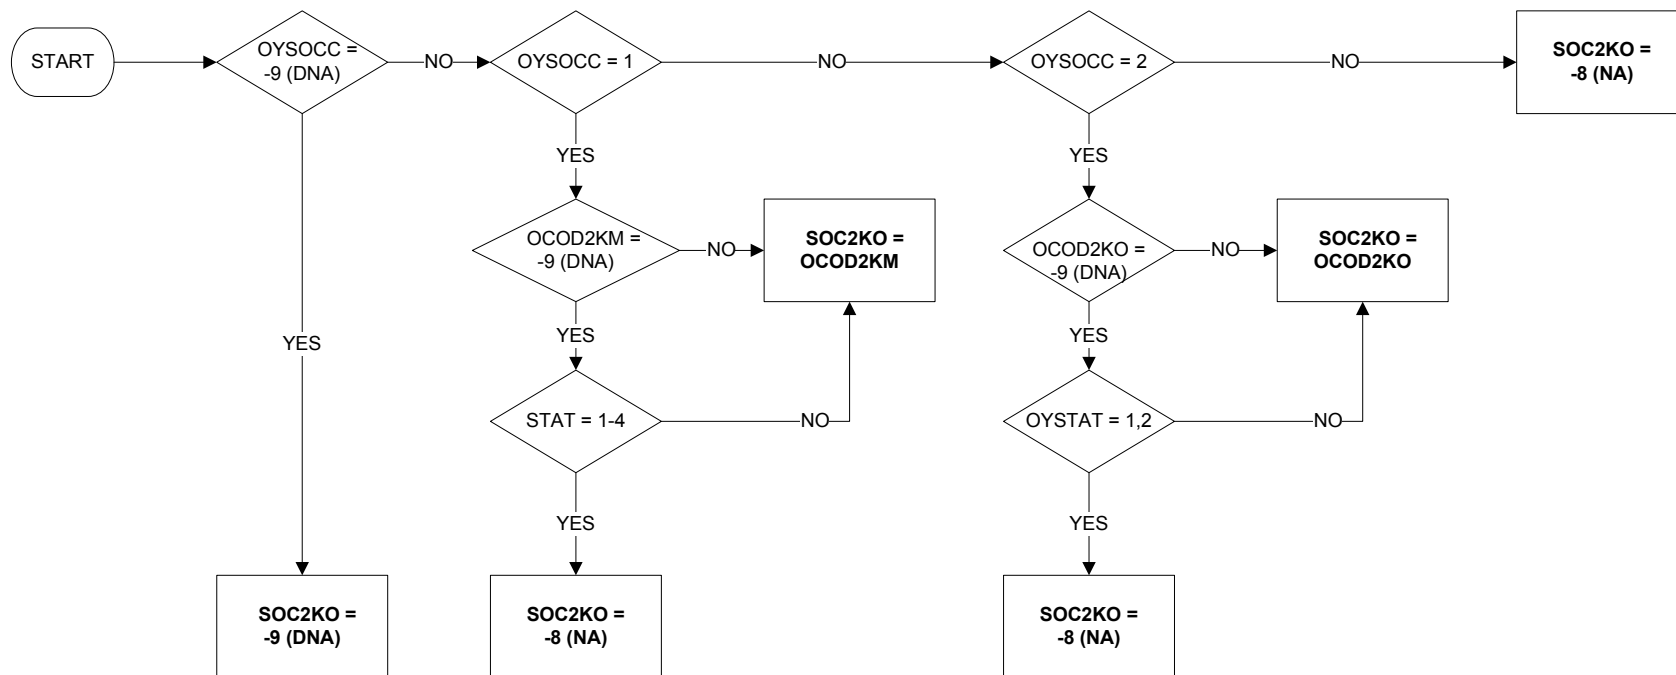 START
OYSOCC =
-9 (DNA)
NO
OYSOCC = 1
NO
OYSOCC = 2
NO
SOC2KO =
-8 (NA)
YES
YES
OCOD2KM =
-9 (DNA)
NO
SOC2KO =
OCOD2KM
OCOD2KO =
-9 (DNA)
NO
SOC2KO =
OCOD2KO
YES
YES
YES
STAT = 1-4
NO
OYSTAT = 1,2
NO
YES
YES
SOC2KO =
-9 (DNA)
SOC2KO =
-8 (NA)
SOC2KO =
-8 (NA)